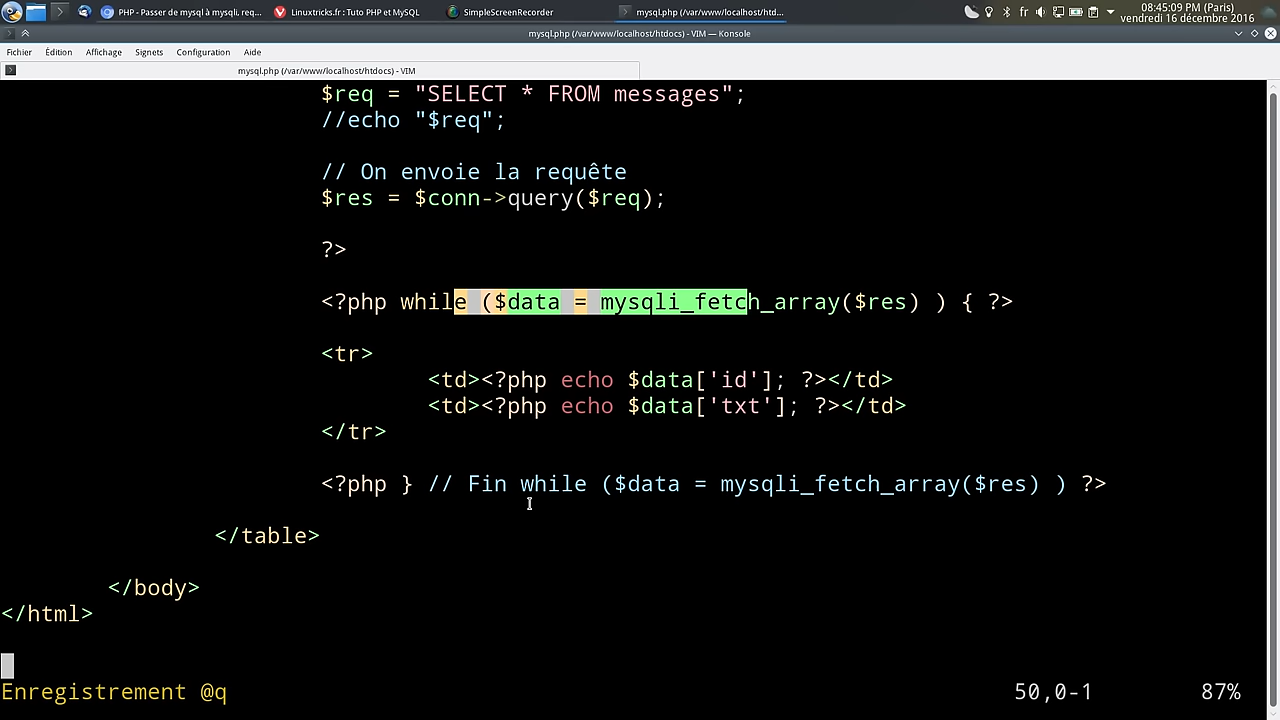 PHP - Passer de mysql à mysqli, req...
Linuxtricks.fr : Tuto PHP et MySQL
SimpleScreenRecorder
mysql.php (/var/www/localhost/htd...
fr
08:45:09 PM (Paris)
vendredi 16 décembre 2016
mysql.php (/var/www/localhost/htdocs) - VIM — Konsole
Fichier Édition Affichage Signets Configuration Aide
mysql.php (/var/www/localhost/htdocs) - VIM
$req = "SELECT * FROM messages";
//echo "$req";
// On envoie la requête
$res = $conn->query($req);
?>
<?php while ($data = mysqli_fetch_array($res) ) { ?>
<tr>
<td><?php echo $data['id']; ?></td>
<td><?php echo $data['txt']; ?></td>
</tr>
<?php } // Fin while ($data = mysqli_fetch_array($res) ) ?>
</table>
</body>
</html>
Enregistrement @q 50,0-1 87%